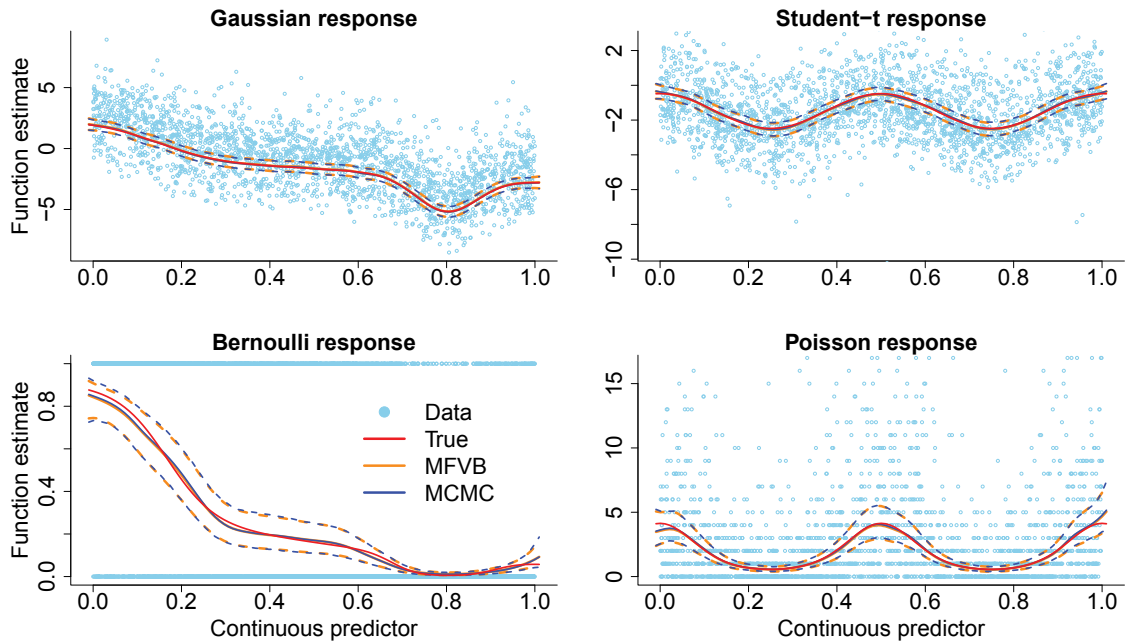 Gaussian response
Student−t response
Function estimate
5
0
−5
0.0 0.2 0.4 0.6 0.8 1.0
2
−2
−6
−10
0.0 0.2 0.4 0.6 0.8 1.0
Bernoulli response
Poisson response
Function estimate
0.8
0.4
0.0
Data
True
MFVB
MCMC
0.0 0.2 0.4 0.6 0.8 1.0
Continuous predictor
15
10
5
0
0.0 0.2 0.4 0.6 0.8 1.0
Continuous predictor